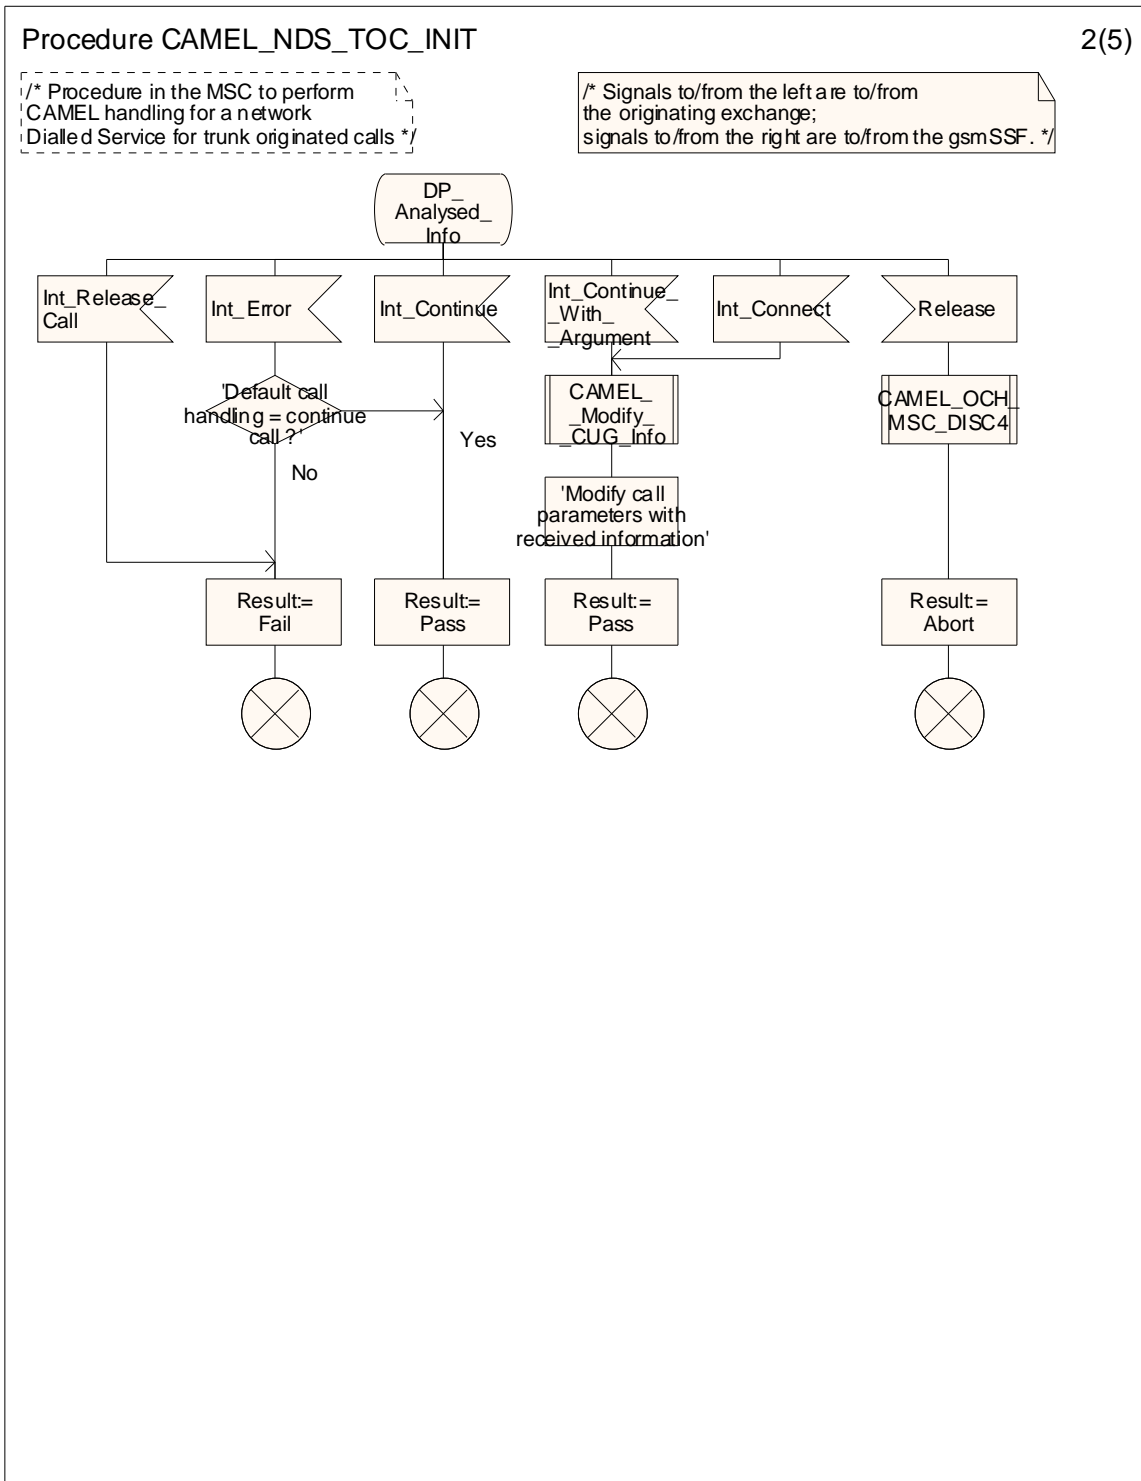 Procedure CAMEL_NDS_TOC_INIT
2(5)
/* Procedure in the MSC to perform
CAMEL handling for a network
Dialled Service for trunk originated calls */
/* Signals to/from the left are to/from
the originating exchange;
signals to/from the right are to/from the gsmSSF. */
DP_
Analysed_
Info
Int_Release_
Call
Int_Error
Int_Continue
Int_Continue_
_With_
_Argument
Int_Connect
Release
'Default call
handling = continue
call ?'
Yes
No
CAMEL_
_Modify_
_CUG_Info
CAMEL_OCH_
MSC_DISC4
'Modify call
parameters with
received information'
Result:=
Fail
Result:=
Pass
Result:=
Pass
Result:=
Abort